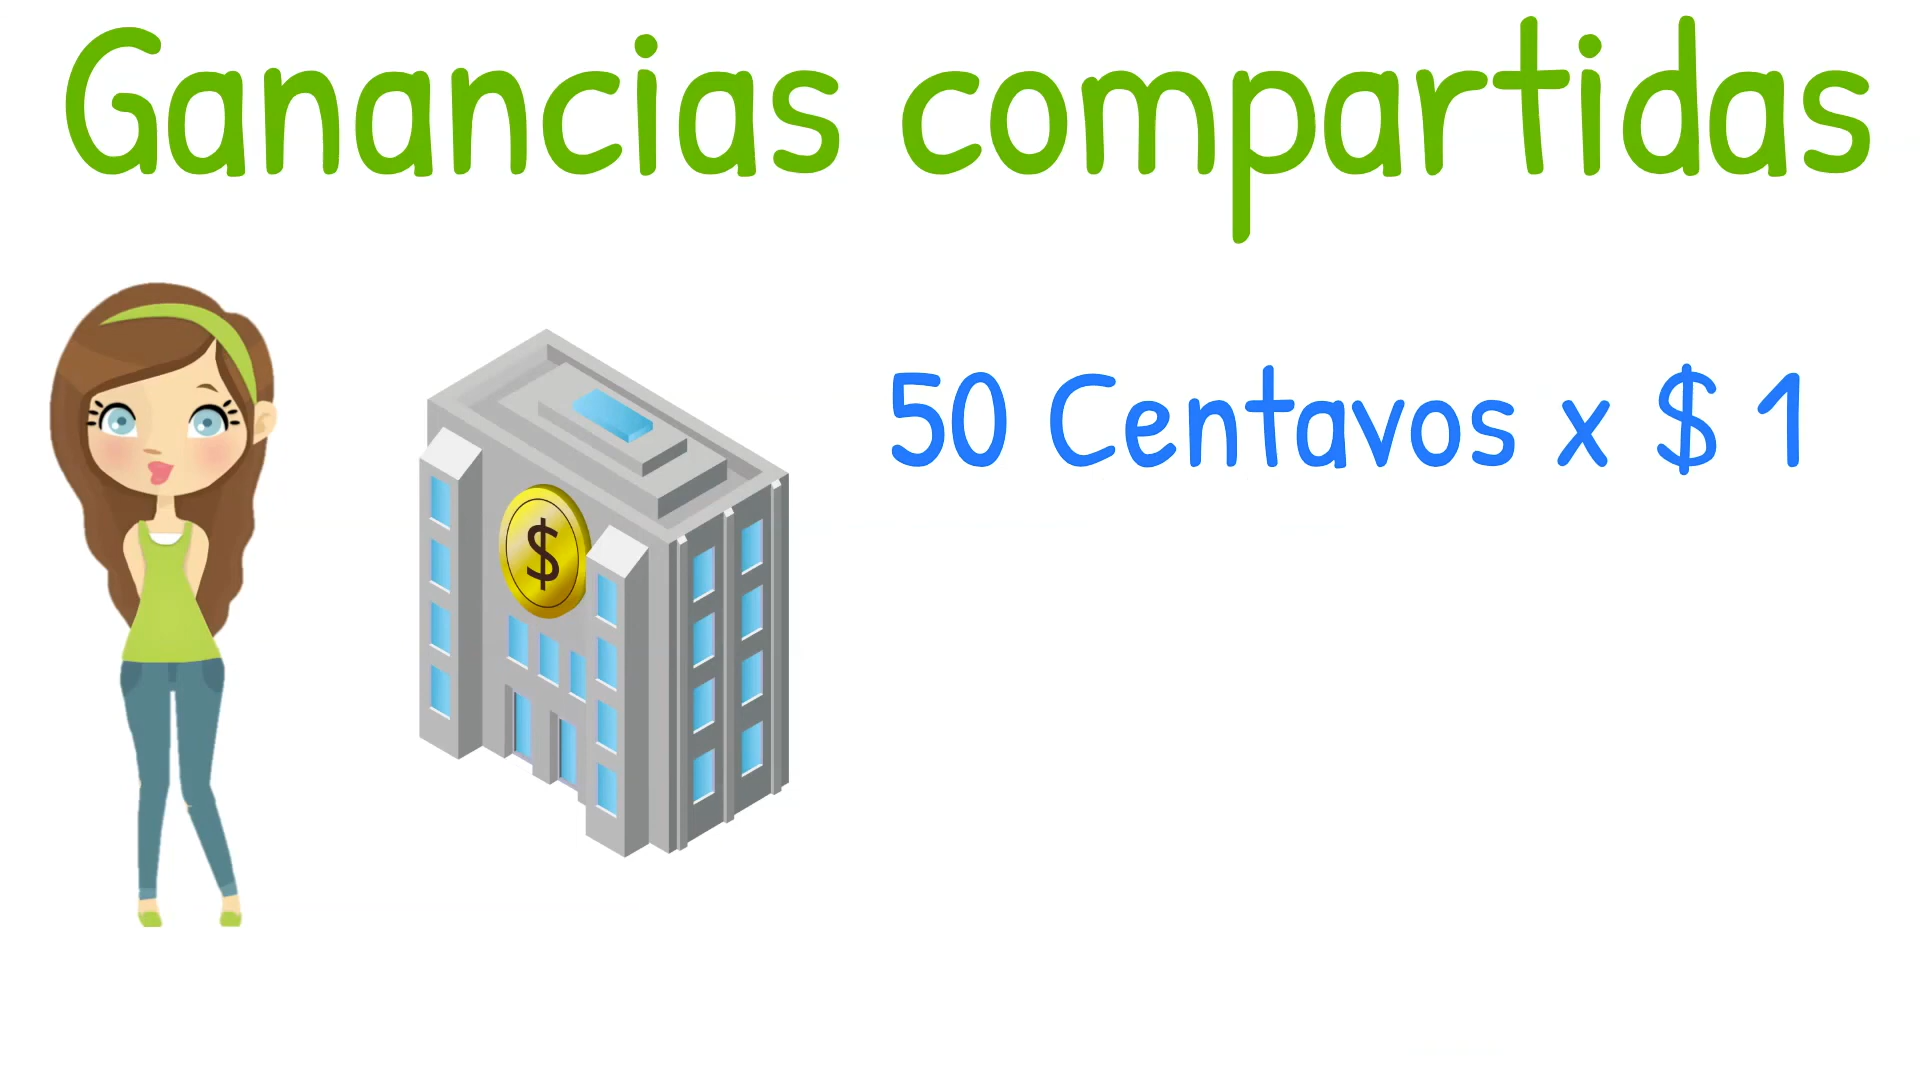 Ganancias compartidas
50 Centavos x $ 1
$